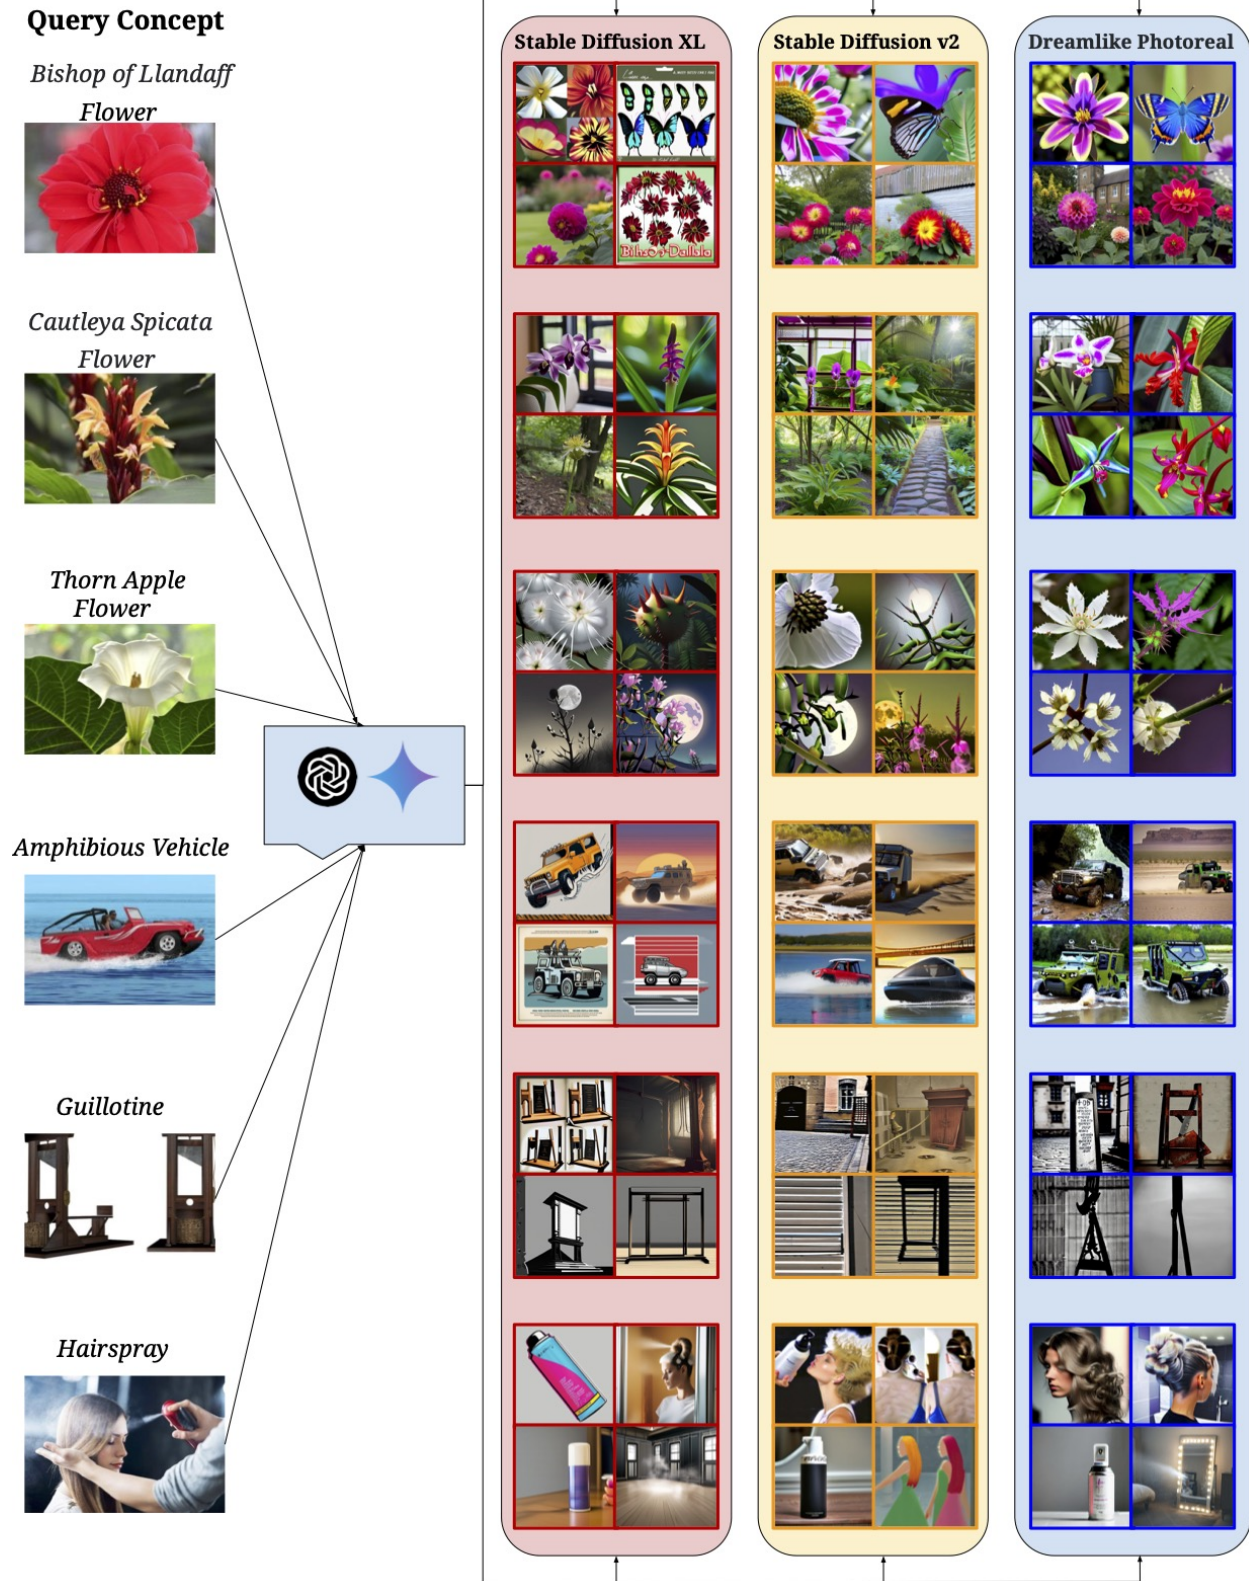 Query Concept
Bishop of Llandaff
Flower
Cautleya Spicata
Flower
Thorn Apple
Flower
Amphibious Vehicle
Guillotine
Hairspray
Stable Diffusion XL
Stable Diffusion v2
Dreamlike Photoreal